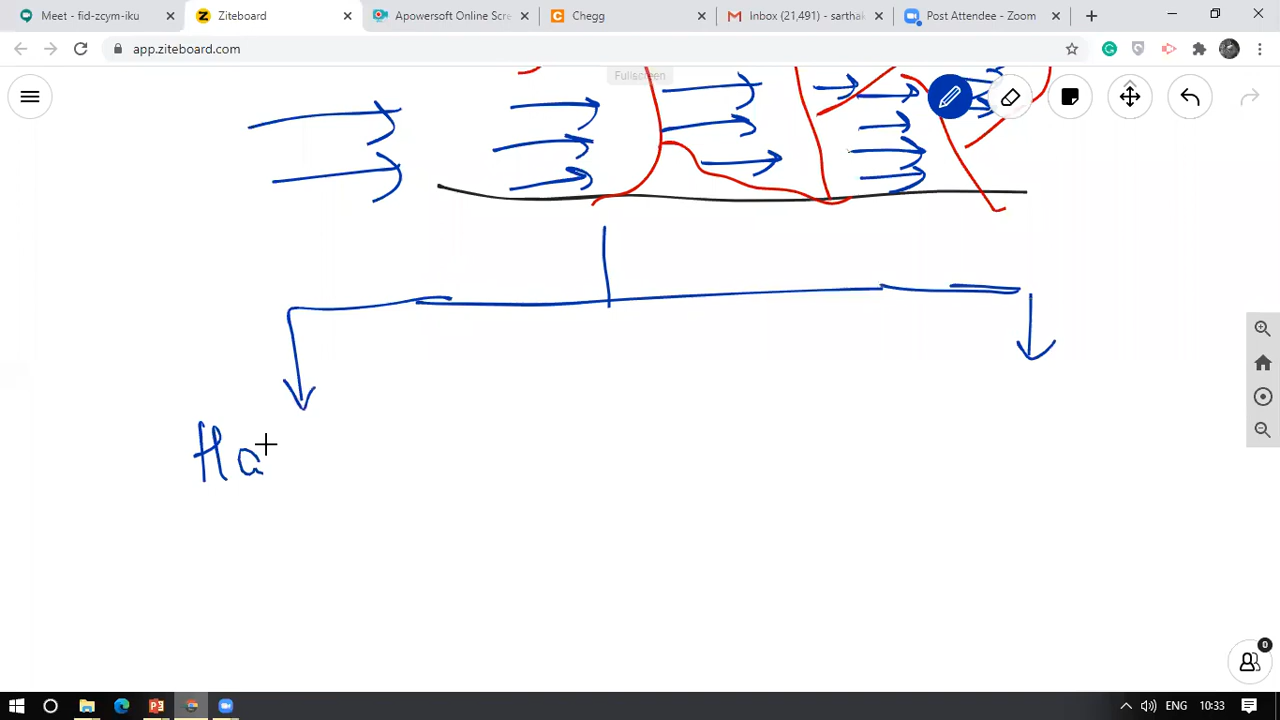 Meet - fid-zcym-iku
Ziteboard
Apowersoft Online Scre
Chegg
Inbox (21,491) - sarthak
Post Attendee - Zoom
app.ziteboard.com
Fullscreen
0
Ha
ENG
10:33